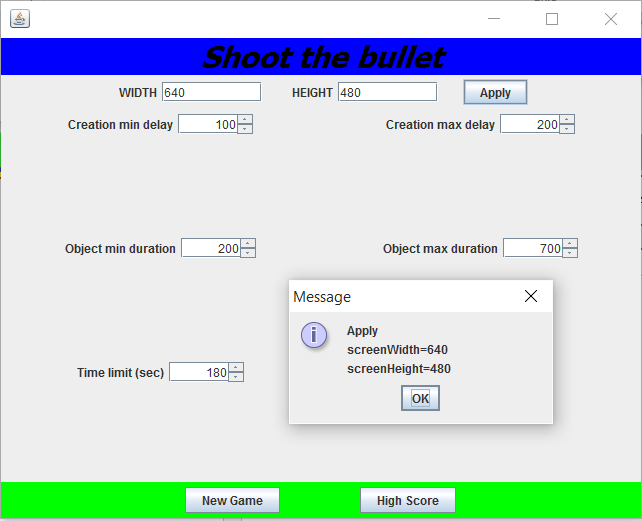 Shoot the bullet
WIDTH 640 HEIGHT 480 Apply
Creation min delay 100 Creation max delay 200
Object min duration 200 Object max duration 700
Message
Apply
screenWidth=640
screenHeight=480
OK
Time limit (sec) 180
New Game High Score